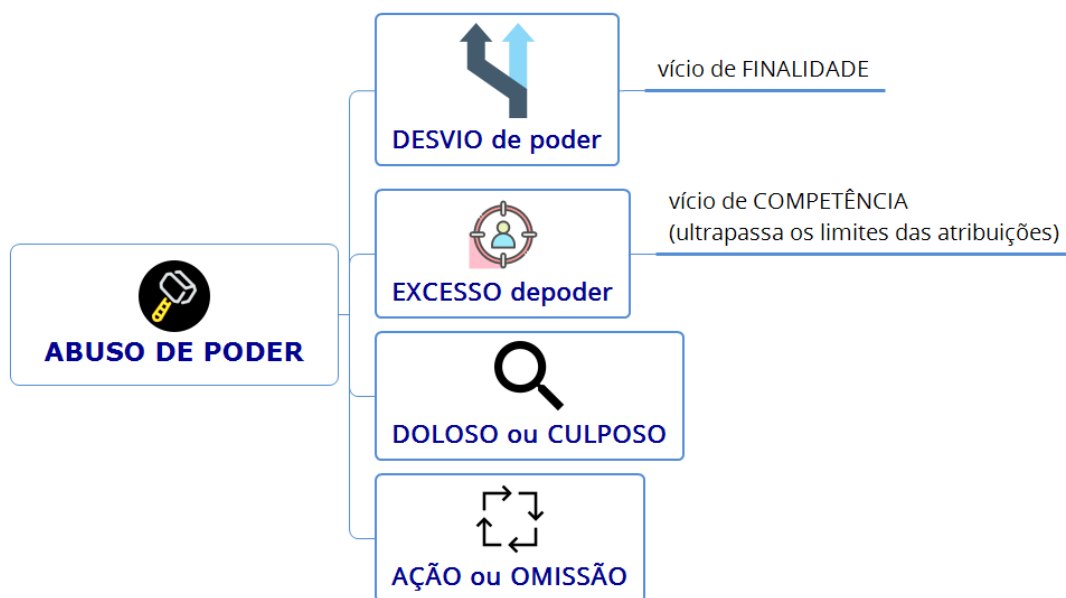 ABUSO DE PODER
DESVIO de poder
vício de FINALIDADE
EXCESSO depoder
vício de COMPETÊNCIA
(ultrapassa os limites das atribuições)
DOLOSO ou CULPOSO
AÇÃO ou OMISSÃO